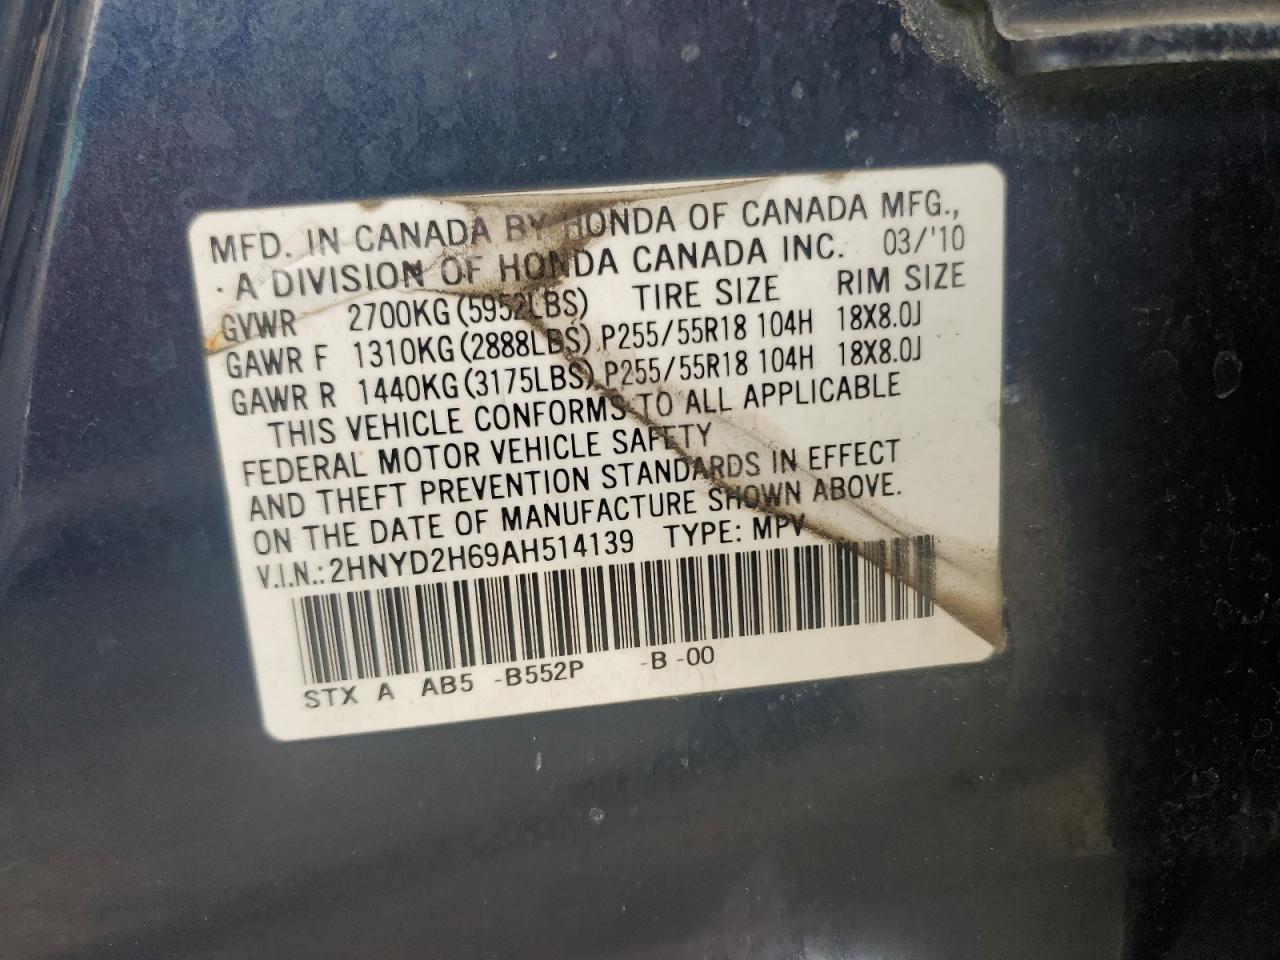 MFD. IN CANADA BY HONDA OF CANADA MFG.,
A DIVISION OF HONDA CANADA INC. 03/'10
GVWR 2700KG(5952LBS) TIRE SIZE RIM SIZE
GAWR F 1310KG(2888LBS) P255/55R18 104H 18X8.0J
GAWR R 1440KG(3175LBS) P255/55R18 104H 18X8.0J
THIS VEHICLE CONFORMS TO ALL APPLICABLE
FEDERAL MOTOR VEHICLE SAFETY
AND THEFT PREVENTION STANDARDS IN EFFECT
ON THE DATE OF MANUFACTURE SHOWN ABOVE.
V.I.N.: 2HNYD2H69AH514139 TYPE: MPV
STX A AB5 -B552P -B -00